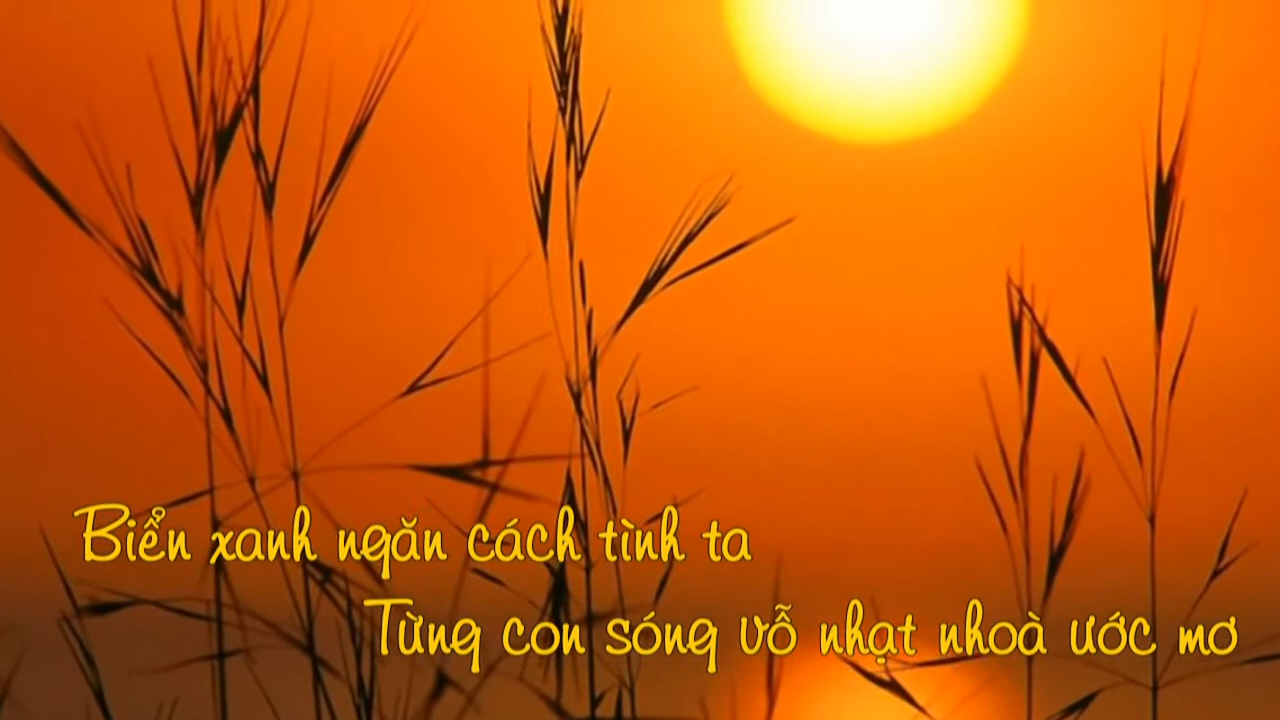 Biển xanh ngăn cách tình ta
Từng con sóng vỗ nhạt nhoà ước mơ